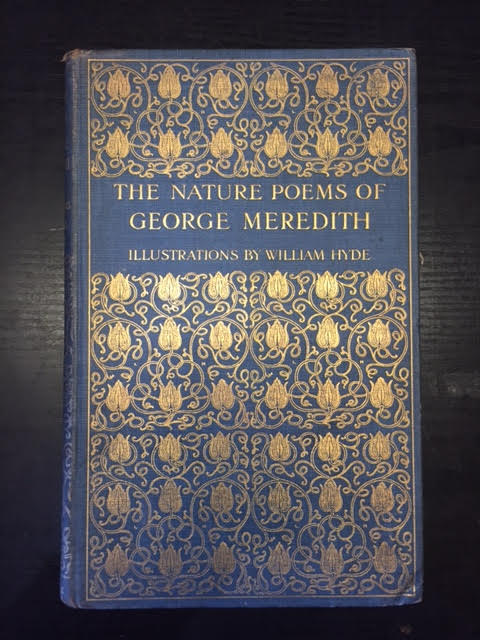 THE NATURE POEMS OF
GEORGE MEREDITH
ILLUSTRATIONS BY WILLIAM HYDE